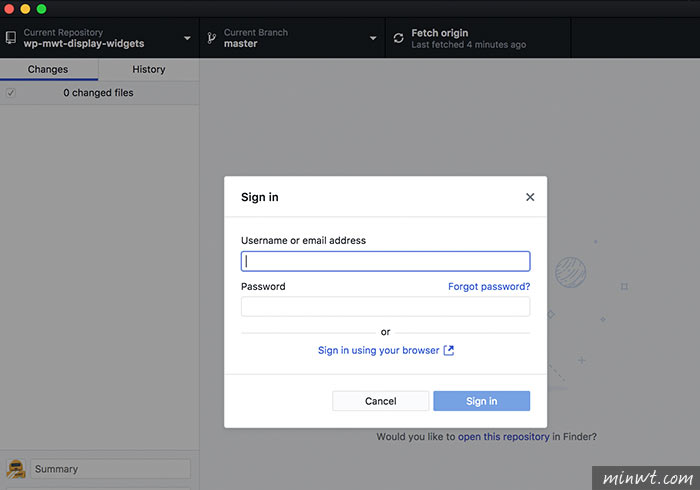 Current Repository
wp-mwt-display-widgets
Current Branch
master
Fetch origin
Last fetched 4 minutes ago
Changes
History
0 changed files
Sign in
Username or email address
Password
Forgot password?
or
Sign in using your browser
Cancel
Sign in
Would you like to open this repository in Finder?
Summary
minwt.com